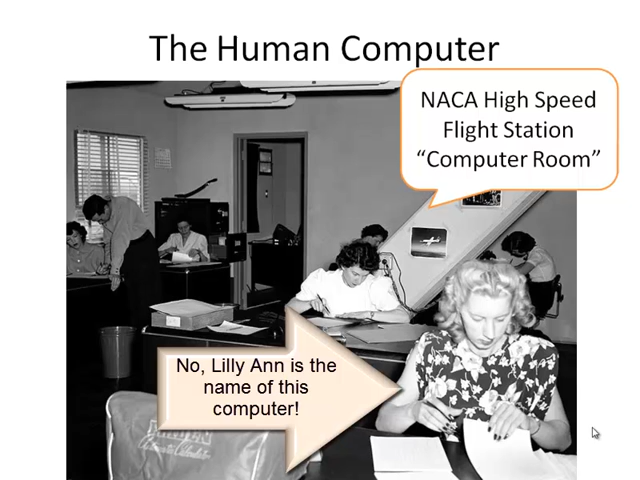 The Human Computer
NACA High Speed
Flight Station
“Computer Room”
No, Lilly Ann is the
name of this
computer!